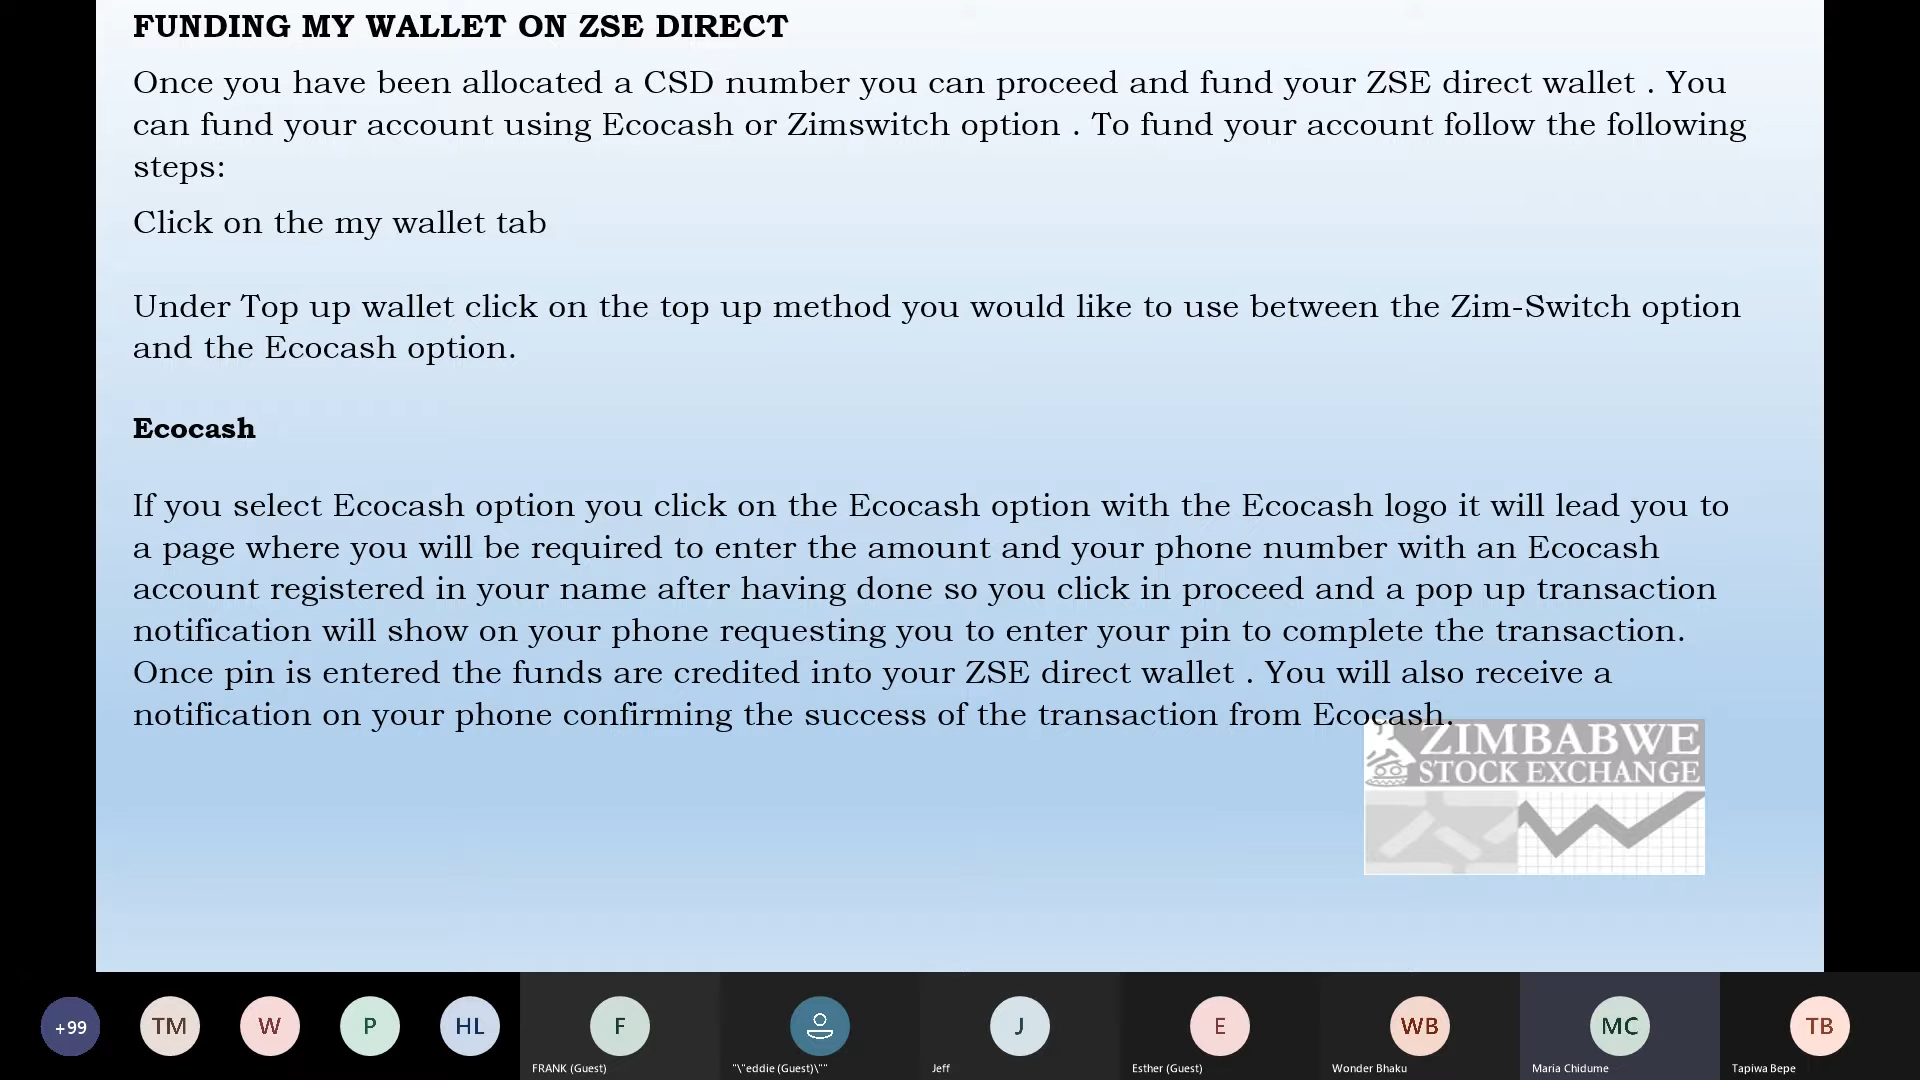 FUNDING MY WALLET ON ZSE DIRECT
Once you have been allocated a CSD number you can proceed and fund your ZSE direct wallet . You
can fund your account using Ecocash or Zimswitch option . To fund your account follow the following
steps:
Click on the my wallet tab
Under Top up wallet click on the top up method you would like to use between the Zim-Switch option
and the Ecocash option.
Ecocash
If you select Ecocash option you click on the Ecocash option with the Ecocash logo it will lead you to
a page where you will be required to enter the amount and your phone number with an Ecocash
account registered in your name after having done so you click in proceed and a pop up transaction
notification will show on your phone requesting you to enter your pin to complete the transaction.
Once pin is entered the funds are credited into your ZSE direct wallet . You will also receive a
notification on your phone confirming the success of the transaction from Ecocash.
ZIMBABWE
STOCK EXCHANGE
+99 TM W P HL F J E WB MC TB
FRANK (Guest) "\"eddie (Guest)\"" Jeff Esther (Guest) Wonder Bhaku Maria Chidume Tapiwa Bepe